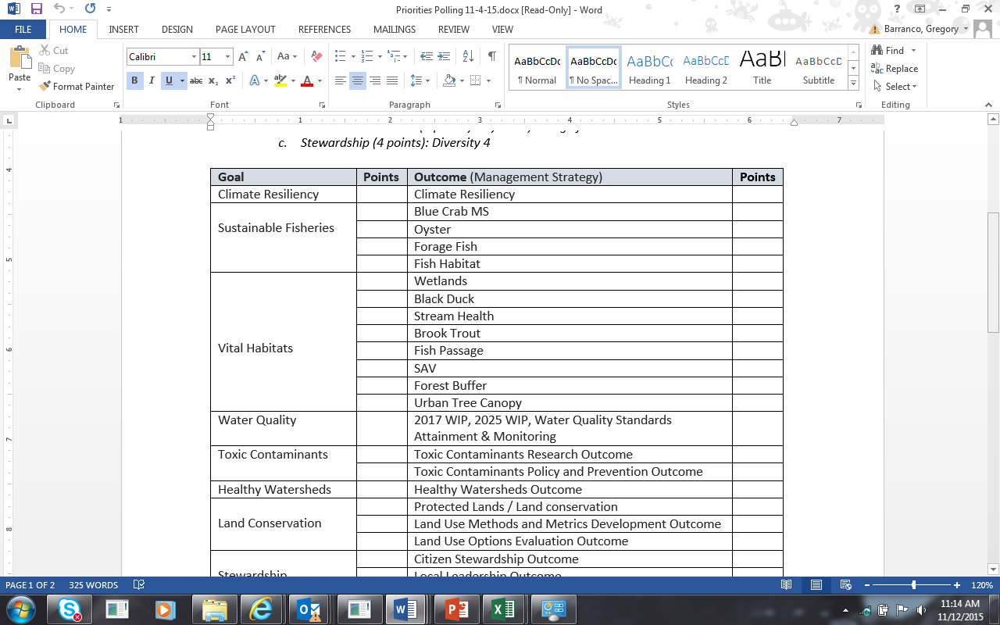 Priorities Polling 11-4-15.docx [Read-Only] - Word
FILE HOME INSERT DESIGN PAGE LAYOUT REFERENCES MAILINGS REVIEW VIEW Barranco, Gregory
Paste
Cut
Copy
Format Painter
Clipboard
Calibri 11
Font
Paragraph
AaBbCcDc AaBbCcDc AaBbCc AaBbCcD AaB AaBbCcD
¶ Normal ¶ No Spac... Heading 1 Heading 2 Title Subtitle
Styles
Find
Replace
Select
Editing
1 1 2 3 4 5 6 7
c. Stewardship (4 points): Diversity 4
Goal Points Outcome (Management Strategy) Points
Climate Resiliency Climate Resiliency
Blue Crab MS
Sustainable Fisheries Oyster
Forage Fish
Fish Habitat
Wetlands
Black Duck
Stream Health
Brook Trout
Vital Habitats Fish Passage
SAV
Forest Buffer
Urban Tree Canopy
Water Quality 2017 WIP, 2025 WIP, Water Quality Standards
Attainment & Monitoring
Toxic Contaminants Toxic Contaminants Research Outcome
Toxic Contaminants Policy and Prevention Outcome
Healthy Watersheds Healthy Watersheds Outcome
Protected Lands / Land conservation
Land Conservation Land Use Methods and Metrics Development Outcome
Land Use Options Evaluation Outcome
Citizen Stewardship Outcome
Stewardship Local Leadership Outcome
PAGE 1 OF 2 325 WORDS 120%
11:14 AM
11/12/2015